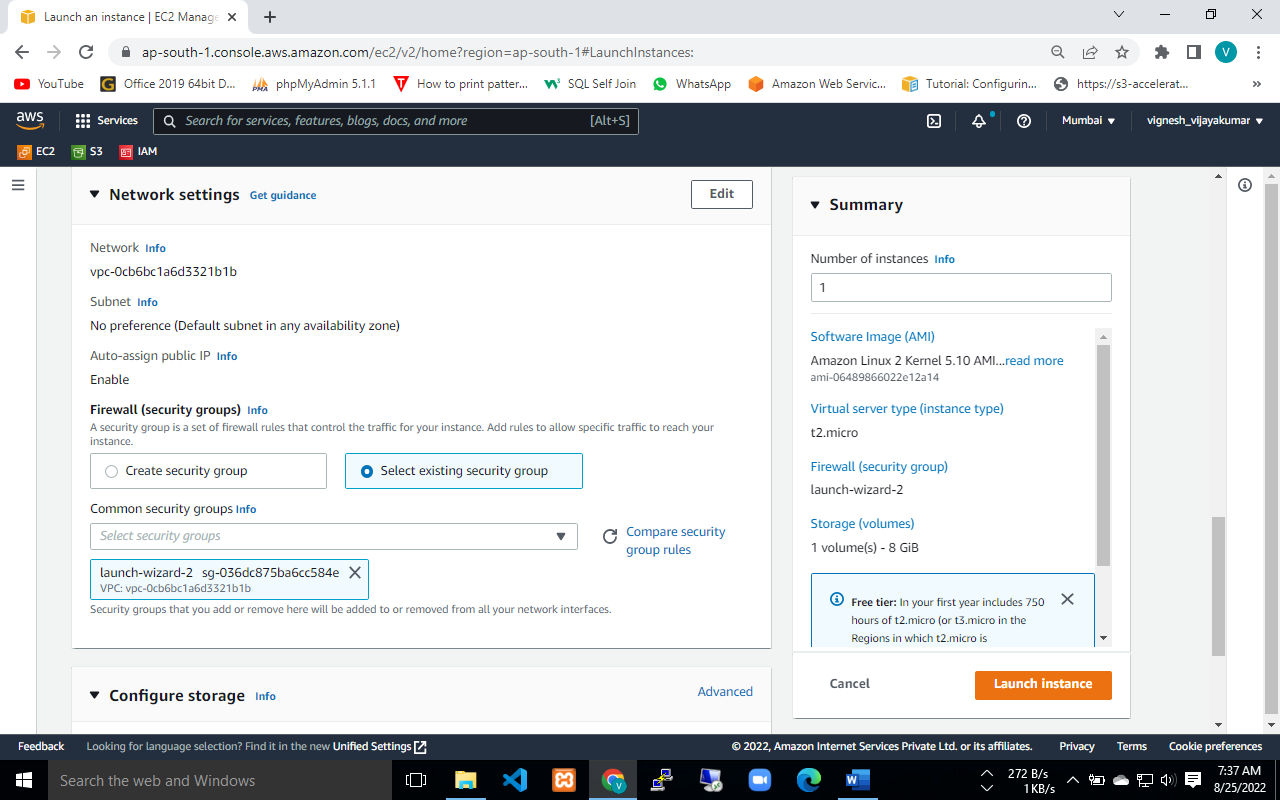 Launch an instance | EC2 Manage
ap-south-1.console.aws.amazon.com/ec2/v2/home?region=ap-south-1#LaunchInstances:
V
YouTube
Office 2019 64bit D...
phpMyAdmin 5.1.1
How to print patter...
SQL Self Join
WhatsApp
Amazon Web Servic...
Tutorial: Configurin...
https://s3-accelerat...
»
aws
Services
Search for services, features, blogs, docs, and more
[Alt+S]
Mumbai
vignesh_vijayakumar
EC2
S3
IAM
Network settings Get guidance
Edit
Network Info
vpc-0cb6bc1a6d3321b1b
Subnet Info
No preference (Default subnet in any availability zone)
Auto-assign public IP Info
Enable
Firewall (security groups) Info
A security group is a set of firewall rules that control the traffic for your instance. Add rules to allow specific traffic to reach your
instance.
Create security group
Select existing security group
Common security groups Info
Select security groups
Compare security
group rules
launch-wizard-2 sg-036dc875ba6cc584e
VPC: vpc-0cb6bc1a6d3321b1b
Security groups that you add or remove here will be added to or removed from all your network interfaces.
Configure storage Info
Advanced
Summary
Number of instances Info
1
Software Image (AMI)
Amazon Linux 2 Kernel 5.10 AMI...read more
ami-06489866022e12a14
Virtual server type (instance type)
t2.micro
Firewall (security group)
launch-wizard-2
Storage (volumes)
1 volume(s) - 8 GiB
Free tier: In your first year includes 750
hours of t2.micro (or t3.micro in the
Regions in which t2.micro is
Cancel
Launch instance
Feedback
Looking for language selection? Find it in the new Unified Settings
© 2022, Amazon Internet Services Private Ltd. or its affiliates.
Privacy
Terms
Cookie preferences
Search the web and Windows
272 B/s
1KB/s
7:37 AM
8/25/2022